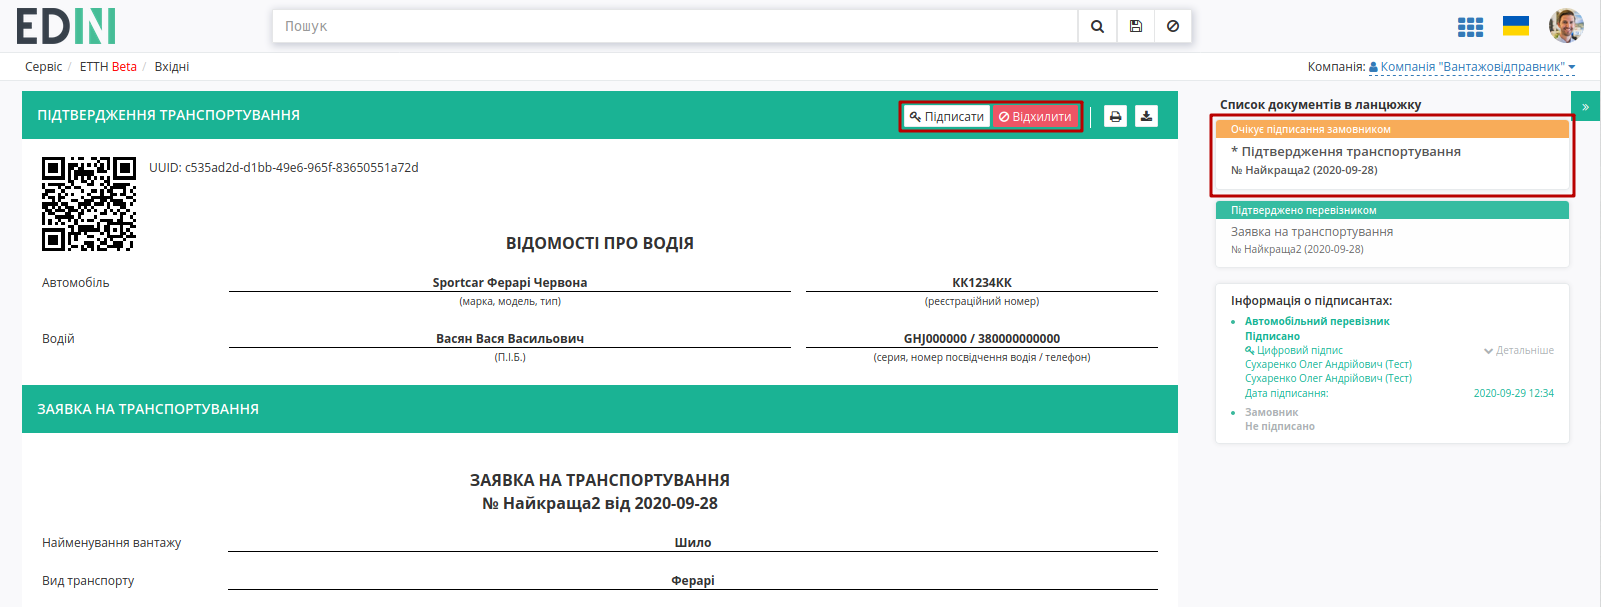 EDIN
Пошук
Сервіс / ЕТТН Beta / Вхідні
Компанія: Компанія "Вантажовідправник"
ПІДТВЕРДЖЕННЯ ТРАНСПОРТУВАННЯ
Підписати Відхилити
UUID: c535ad2d-d1bb-49e6-965f-83650551a72d
ВІДОМОСТІ ПРО ВОДІЯ
Автомобіль Sportcar Ферарі Червона КК1234КК
(марка, модель, тип) (реєстраційний номер)
Водій Васян Вася Васильович GHJ000000 / 380000000000
(П.І.Б.) (серия, номер посвідчення водія / телефон)
ЗАЯВКА НА ТРАНСПОРТУВАННЯ
ЗАЯВКА НА ТРАНСПОРТУВАННЯ
№ Найкраща2 від 2020-09-28
Найменування вантажу Шило
Вид транспорту Ферарі
Список документів в ланцюжку
»
Очікує підписання замовником
* Підтвердження транспортування
№ Найкраща2 (2020-09-28)
Підтверджено перевізником
Заявка на транспортування
№ Найкраща2 (2020-09-28)
Інформація о підписантах:
Автомобільний перевізник
Підписано
Цифровий підпис Детальніше
Сухаренко Олег Андрійович (Тест)
Сухаренко Олег Андрійович (Тест)
Дата підписання: 2020-09-29 12:34
Замовник
Не підписано